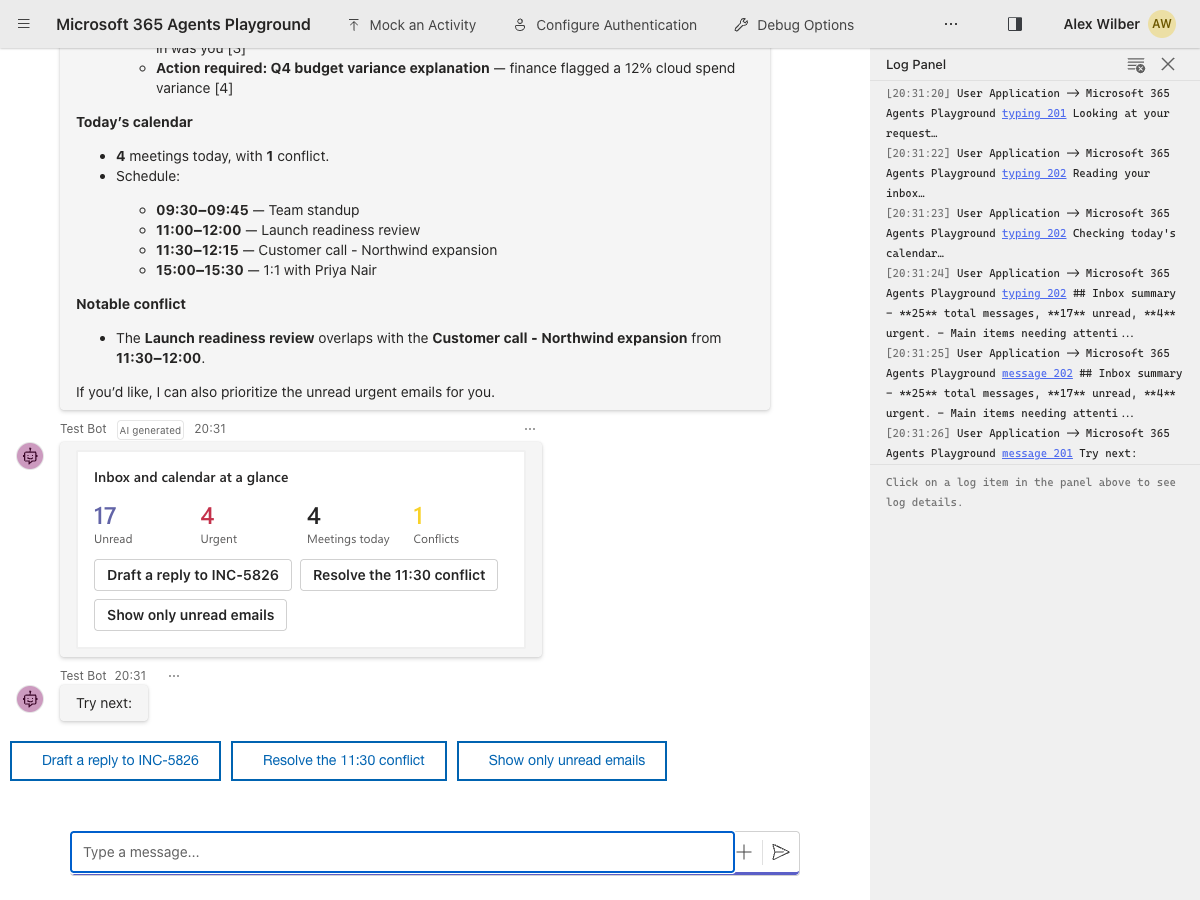 Microsoft 365 Agents Playground
Mock an Activity
Configure Authentication
Debug Options
...
Alex Wilber
AW
in was you [3]
Action required: Q4 budget variance explanation — finance flagged a 12% cloud spend
variance [4]
Today’s calendar
4 meetings today, with 1 conflict.
Schedule:
09:30–09:45 — Team standup
11:00–12:00 — Launch readiness review
11:30–12:15 — Customer call - Northwind expansion
15:00–15:30 — 1:1 with Priya Nair
Notable conflict
The Launch readiness review overlaps with the Customer call - Northwind expansion from
11:30–12:00.
If you’d like, I can also prioritize the unread urgent emails for you.
Test Bot AI generated 20:31 ...
Inbox and calendar at a glance
17 4 4 1
Unread Urgent Meetings today Conflicts
Draft a reply to INC-5826
Resolve the 11:30 conflict
Show only unread emails
Test Bot 20:31 ...
Try next:
Draft a reply to INC-5826
Resolve the 11:30 conflict
Show only unread emails
Type a message...
Log Panel
[20:31:20] User Application → Microsoft 365
Agents Playground typing 201 Looking at your
request…
[20:31:22] User Application → Microsoft 365
Agents Playground typing 202 Reading your
inbox…
[20:31:23] User Application → Microsoft 365
Agents Playground typing 202 Checking today's
calendar…
[20:31:24] User Application → Microsoft 365
Agents Playground typing 202 ## Inbox summary
- **25** total messages, **17** unread, **4**
urgent. - Main items needing attenti...
[20:31:25] User Application → Microsoft 365
Agents Playground message 202 ## Inbox summary
- **25** total messages, **17** unread, **4**
urgent. - Main items needing attenti...
[20:31:26] User Application → Microsoft 365
Agents Playground message 201 Try next:
Click on a log item in the panel above to see
log details.